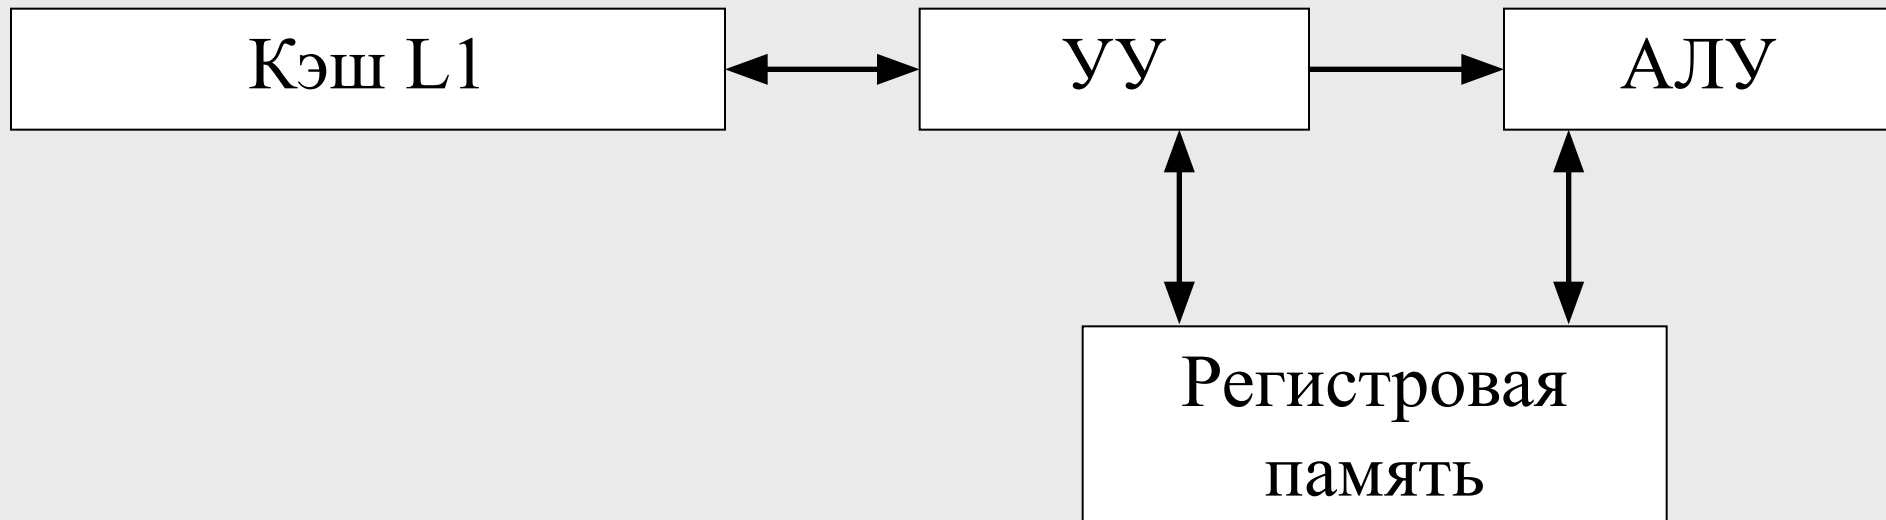 Кэш L1
УУ
АЛУ
Регистровая
память